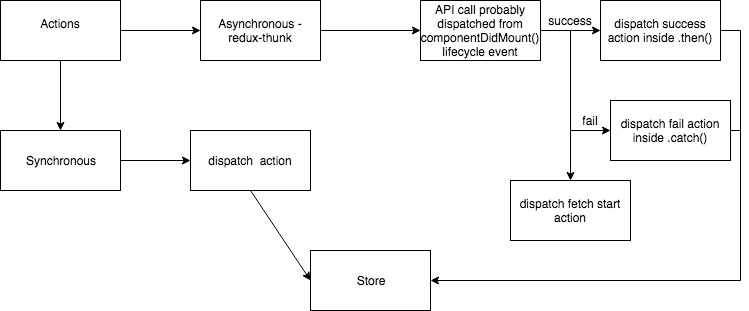 Actions
Asynchronous -
redux-thunk
API call probably
dispatched from
componentDidMount()
lifecycle event
success
dispatch success
action inside .then()
fail
dispatch fail action
inside .catch()
Synchronous
dispatch action
dispatch fetch start
action
Store